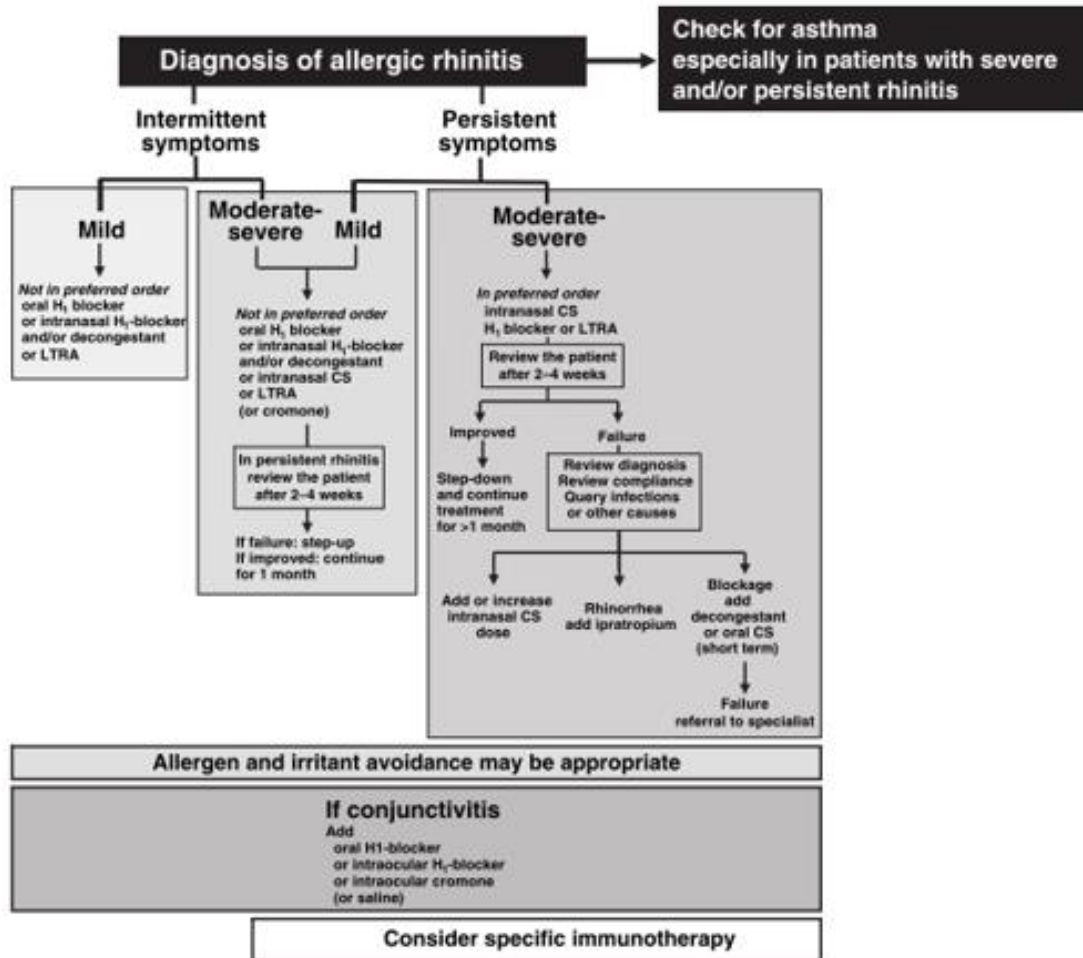 Diagnosis of allergic rhinitis
Check for asthma
especially in patients with severe
and/or persistent rhinitis
Intermittent
symptoms
Persistent
symptoms
Mild
Not in preferred order
oral H₁ blocker
or intranasal H₁-blocker
and/or decongestant
or LTRA
Moderate-
severe
Mild
Not in preferred order
oral H₁ blocker
or intranasal H₁-blocker
and/or decongestant
or intranasal CS
or LTRA
(or cromone)
In persistent rhinitis
review the patient
after 2–4 weeks
If failure: step-up
If improved: continue
for 1 month
Moderate-
severe
In preferred order
intranasal CS
H₁ blocker or LTRA
Review the patient
after 2–4 weeks
Improved
Step-down
and continue
treatment
for >1 month
Failure
Review diagnosis
Review compliance
Query infections
or other causes
Add or increase
intranasal CS
dose
Rhinorrhea
add ipratropium
Blockage
add
decongestant
or oral CS
(short term)
Failure
referral to specialist
Allergen and irritant avoidance may be appropriate
If conjunctivitis
Add
oral H1-blocker
or intraocular H₁-blocker
or intraocular cromone
(or saline)
Consider specific immunotherapy